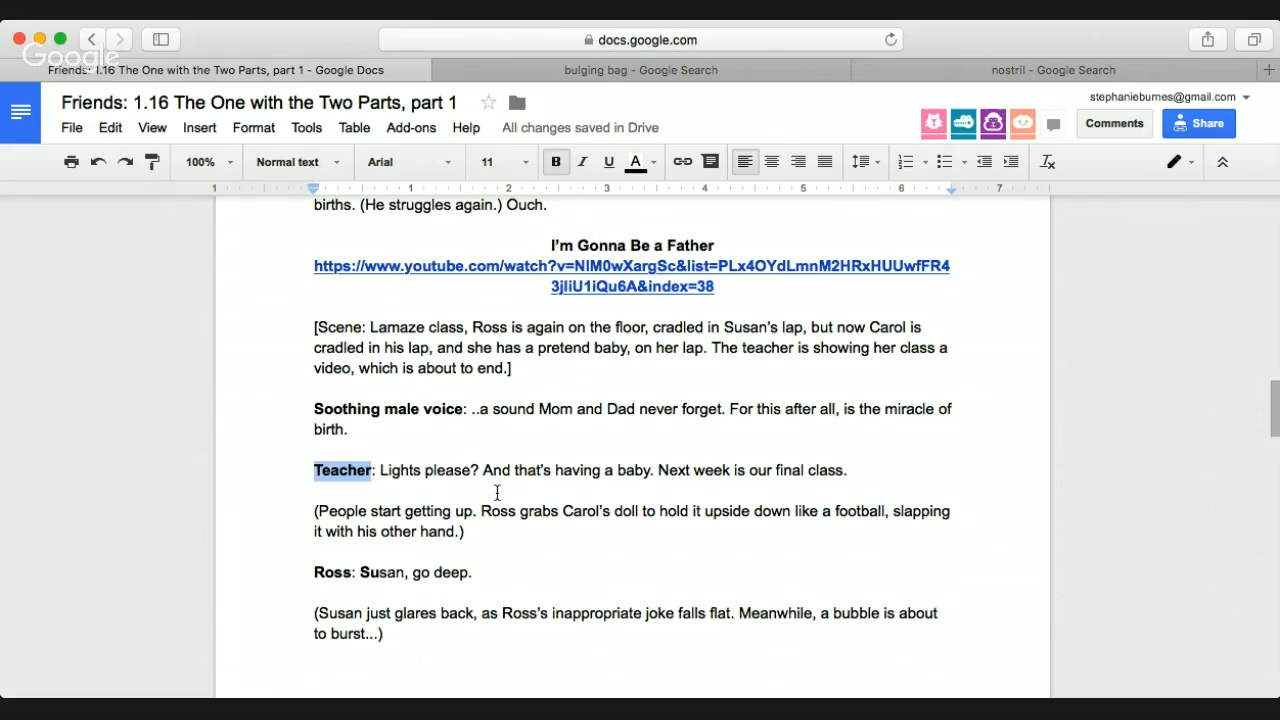 docs.google.com
Google
Friends: 1.16 The One with the Two Parts, part 1 - Google Docs
bulging bag - Google Search
nostril - Google Search
Friends: 1.16 The One with the Two Parts, part 1
stephanieburnes@gmail.com
File Edit View Insert Format Tools Table Add-ons Help All changes saved in Drive
Comments
Share
100% Normal text Arial 11 B I U A
1 1 2 3 4 5 6 7
births. (He struggles again.) Ouch.
I’m Gonna Be a Father
https://www.youtube.com/watch?v=NlM0wXargSc&list=PLx4OYdLmnM2HRxHUUwfFR4
3jliU1iQu6A&index=38
[Scene: Lamaze class, Ross is again on the floor, cradled in Susan’s lap, but now Carol is
cradled in his lap, and she has a pretend baby, on her lap. The teacher is showing her class a
video, which is about to end.]
Soothing male voice: ..a sound Mom and Dad never forget. For this after all, is the miracle of
birth.
Teacher: Lights please? And that’s having a baby. Next week is our final class.
(People start getting up. Ross grabs Carol’s doll to hold it upside down like a football, slapping
it with his other hand.)
Ross: Susan, go deep.
(Susan just glares back, as Ross’s inappropriate joke falls flat. Meanwhile, a bubble is about
to burst...)